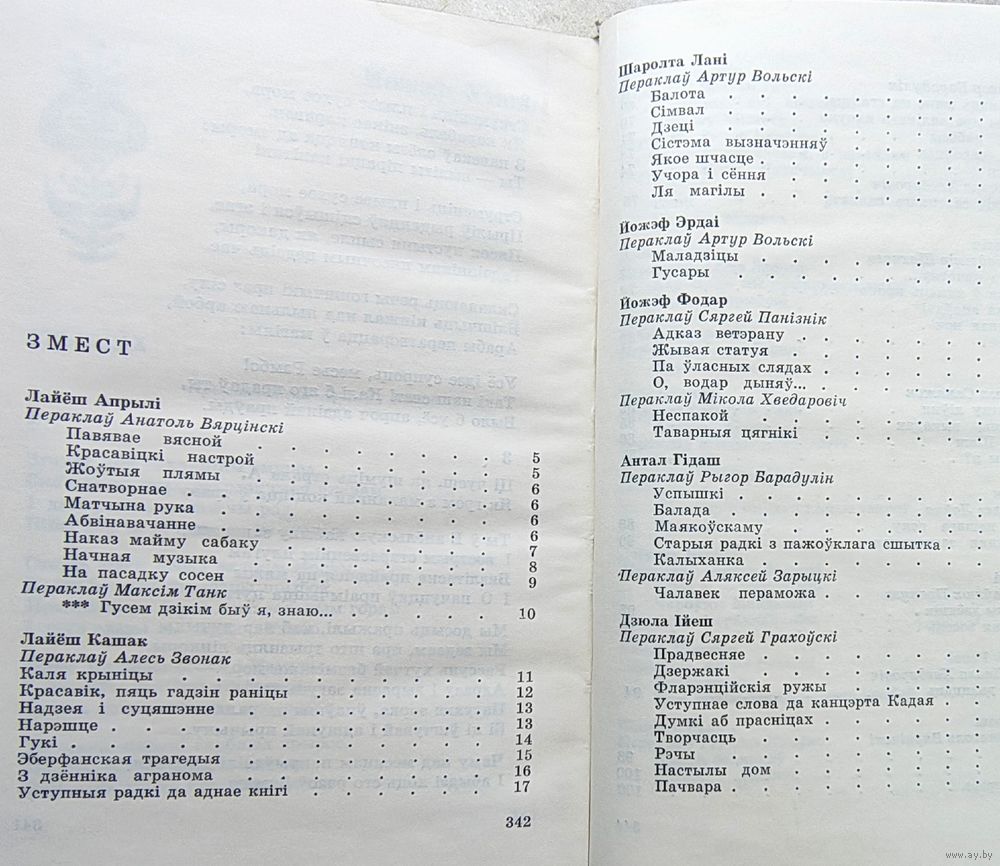 ЗМЕСТ
Лайёш Апрылі
Пераклаў Анатоль Вярцінскі
Павявае вясной . . . . . . . . 5
Красавіцкі настрой . . . . . . . 5
Жоўтыя плямы . . . . . . . . 6
Снатворнае . . . . . . . . . 6
Матчына рука . . . . . . . . 6
Абвінавачанне . . . . . . . . 6
Наказ майму сабаку . . . . . . . 7
Начная музыка . . . . . . . . 8
На пасадку сосен . . . . . . . . 9
Пераклаў Максім Танк
*** Гусем дзікім быў я, знаю... . . . . . 10
Лайёш Кашак
Пераклаў Алесь Звонак
Каля крыніцы . . . . . . . . . 11
Красавік, пяць гадзін раніцы . . . . . 12
Надзея і суцяшэнне . . . . . . . 13
Нарэшце . . . . . . . . . . 13
Гукі . . . . . . . . . . . 14
Эберфанская трагедыя . . . . . . . 15
З дзённіка агранома . . . . . . . 16
Уступныя радкі да аднае кнігі . . . . . 17
342
Шаролта Лані
Пераклаў Артур Вольскі
Балота . . . . . . . .
Сімвал . . . . . . . .
Дзеці . . . . . . . .
Сістэма вызначэнняў . . . . .
Якое шчасце . . . . . . .
Учора і сёння . . . . . .
Ля магілы . . . . . . .
Йожэф Эрдаі
Пераклаў Артур Вольскі
Маладзіцы . . . . . . .
Гусары . . . . . . . .
Йожэф Фодар
Пераклаў Сяргей Панізнік
Адказ ветэрану . . . . . .
Жывая статуя . . . . . .
Па ўласных слядах . . . . .
О, водар дыняў... . . . . .
Пераклаў Мікола Хведаровіч
Неспакой . . . . . . .
Таварныя цягнікі . . . . . .
Антал Гідаш
Пераклаў Рыгор Барадулін
Успышкі . . . . . . . .
Балада . . . . . . . .
Маякоўскаму . . . . . . .
Старыя радкі з пажоўклага сшытка .
Калыханка . . . . . . .
Пераклаў Аляксей Зарыцкі
Чалавек пераможа . . . . .
Дзюла Ійеш
Пераклаў Сяргей Грахоўскі
Прадвесняе . . . . . . .
Дзержакі . . . . . . .
Фларэнційскія ружы . . . . .
Уступнае слова да канцэрта Кадая . .
Думкі аб прасніцах . . . . .
Творчасць . . . . . . .
Рэчы . . . . . . . .
Настылы дом . . . . . .
Пачвара . . . . . . . .
www.ay.by